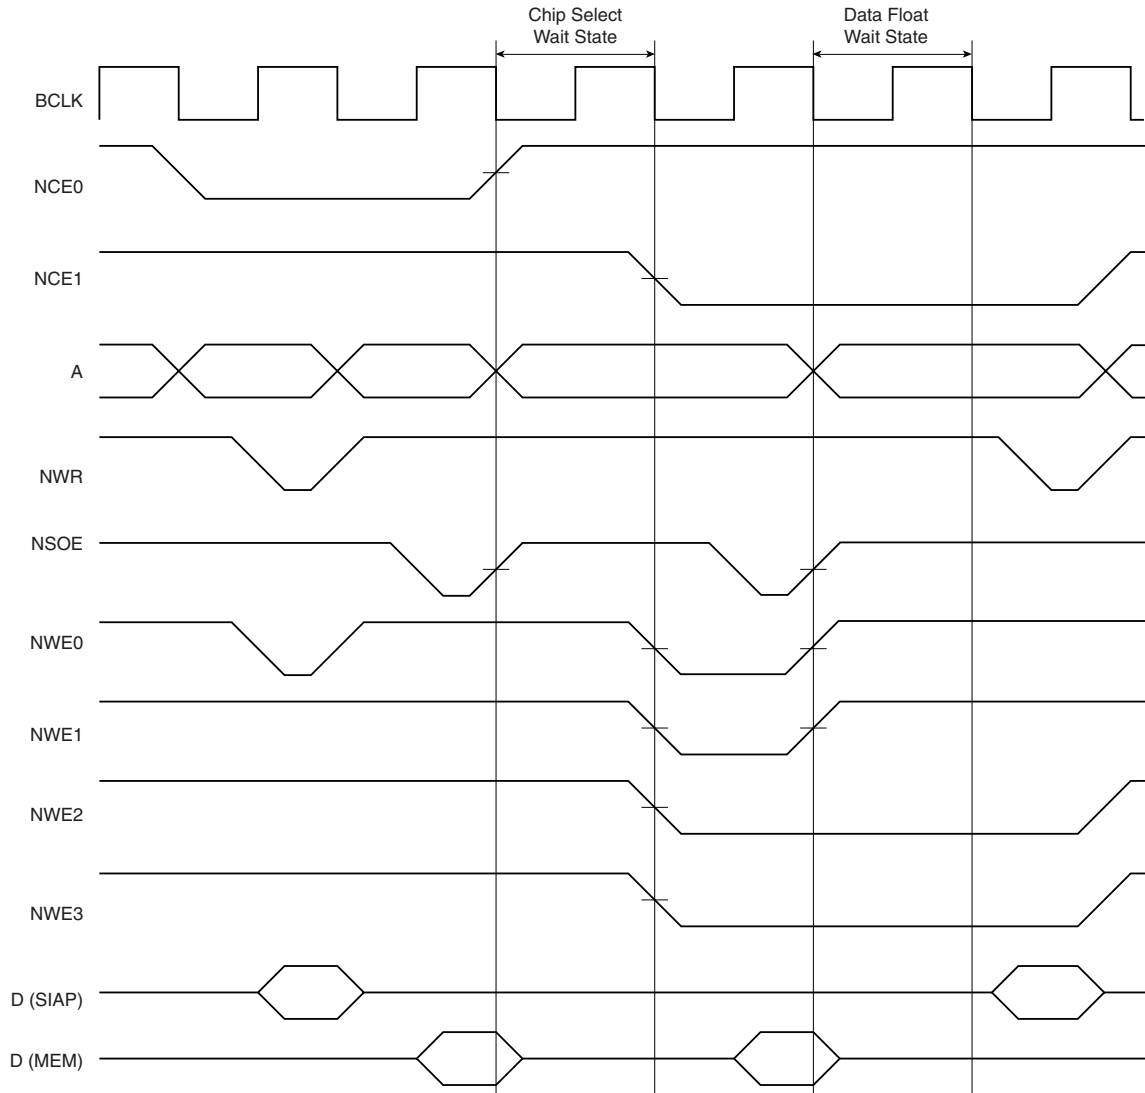 Chip Select
Wait State
Data Float
Wait State
BCLK
NCE0
NCE1
A
NWR
NSOE
NWE0
NWE1
NWE2
NWE3
D (SIAP)
D (MEM)